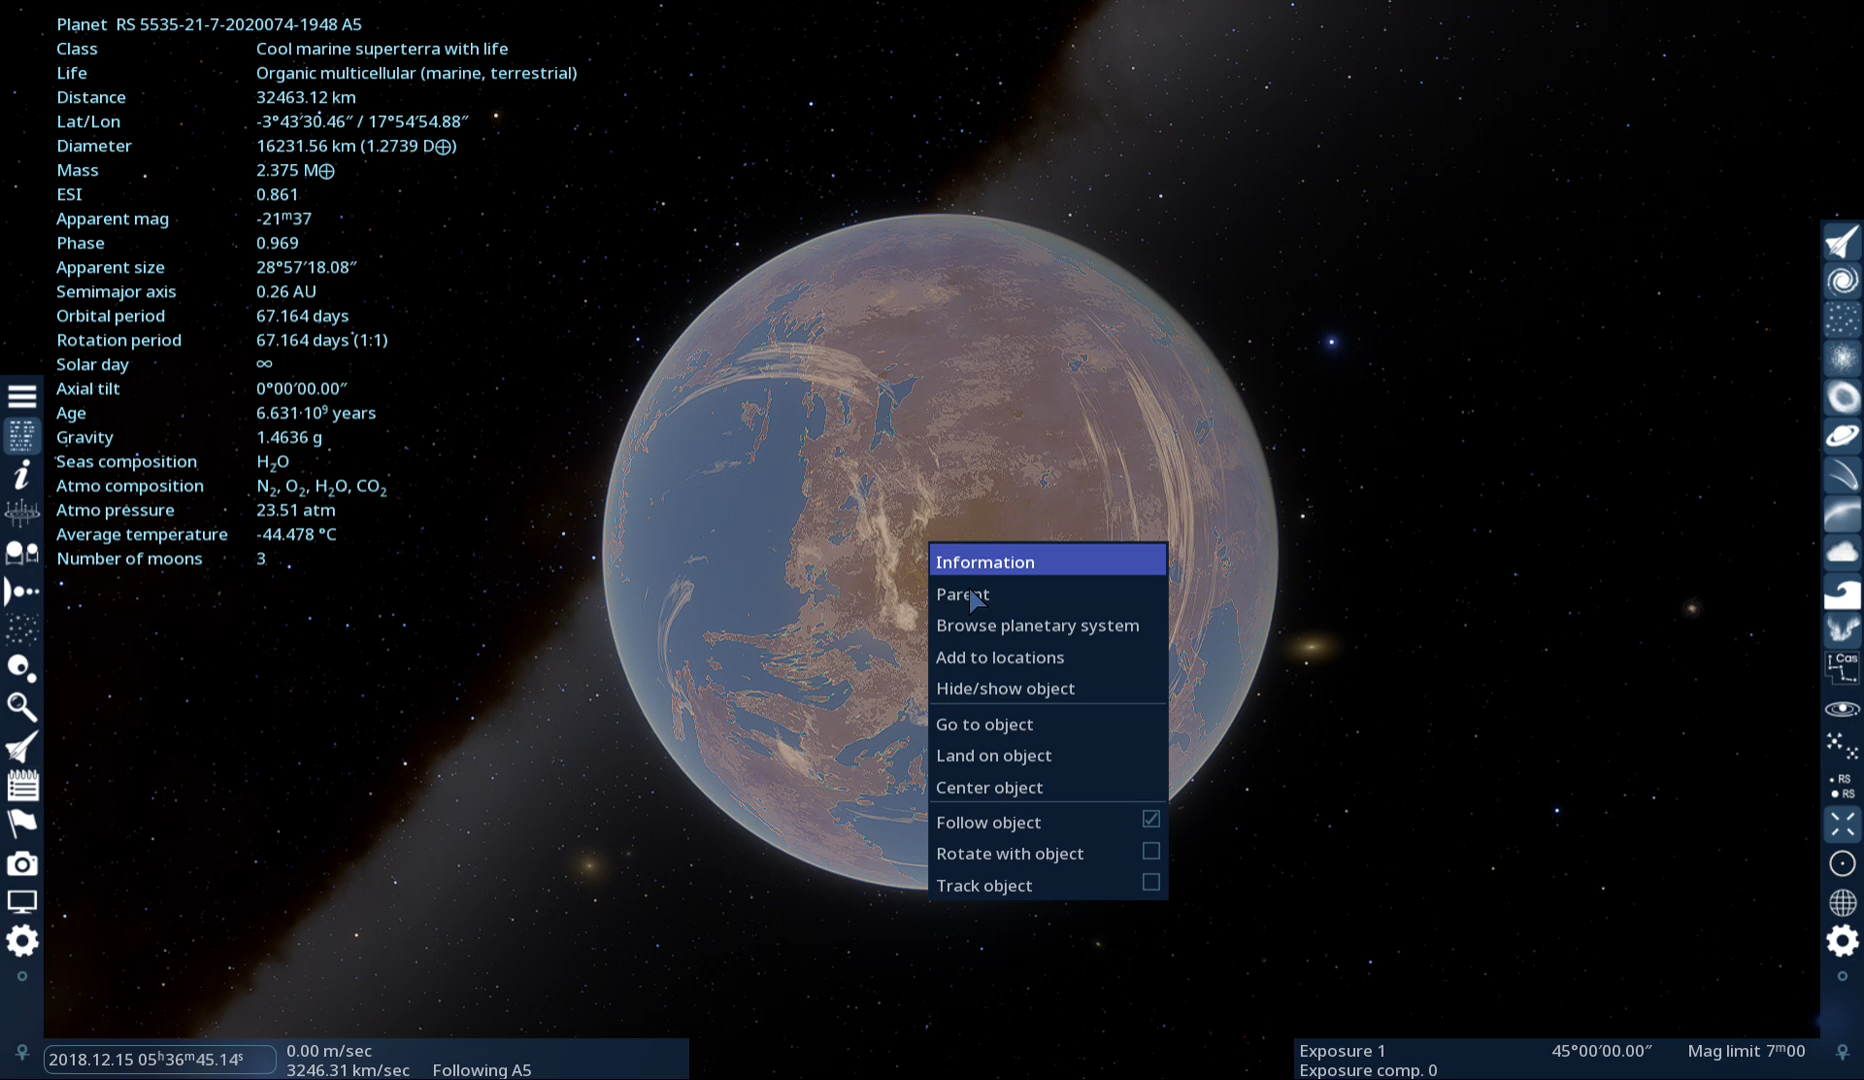 Planet RS 5535-21-7-2020074-1948 A5
Class Cool marine superterra with life
Life Organic multicellular (marine, terrestrial)
Distance 32463.12 km
Lat/Lon -3°43′30.46″ / 17°54′54.88″
Diameter 16231.56 km (1.2739 D⊕)
Mass 2.375 M⊕
ESI 0.861
Apparent mag -21ᵐ37
Phase 0.969
Apparent size 28°57′18.08″
Semimajor axis 0.26 AU
Orbital period 67.164 days
Rotation period 67.164 days (1:1)
Solar day ∞
Axial tilt 0°00′00.00″
Age 6.631·10⁹ years
Gravity 1.4636 g
Seas composition H₂O
Atmo composition N₂, O₂, H₂O, CO₂
Atmo pressure 23.51 atm
Average temperature -44.478 °C
Number of moons 3
Information
Parent
Browse planetary system
Add to locations
Hide/show object
Go to object
Land on object
Center object
Follow object
Rotate with object
Track object
Cas
RS
RS
2018.12.15 05ʰ36ᵐ45.14ˢ
0.00 m/sec
3246.31 km/sec Following A5
Exposure 1 45°00′00.00″ Mag limit 7ᵐ00
Exposure comp. 0